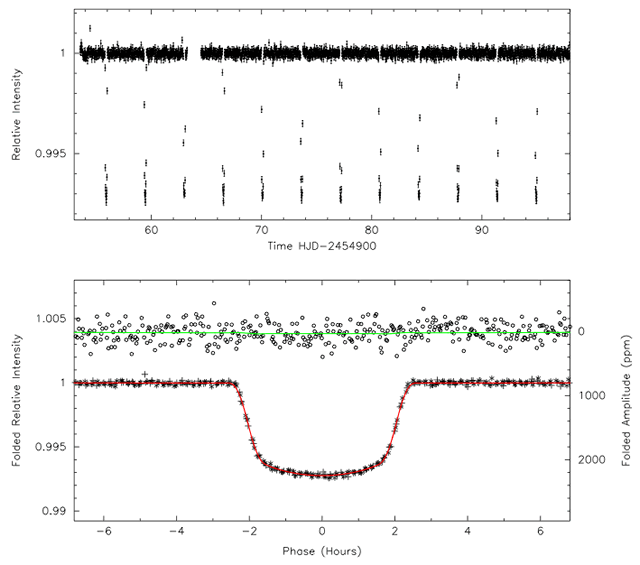 1
0.995
Relative Intensity
60 70 80 90
Time HJD-2454900
1.005
1
0.995
0.99
Folded Relative Intensity
0
1000
2000
Folded Amplitude (ppm)
-6 -4 -2 0 2 4 6
Phase (Hours)